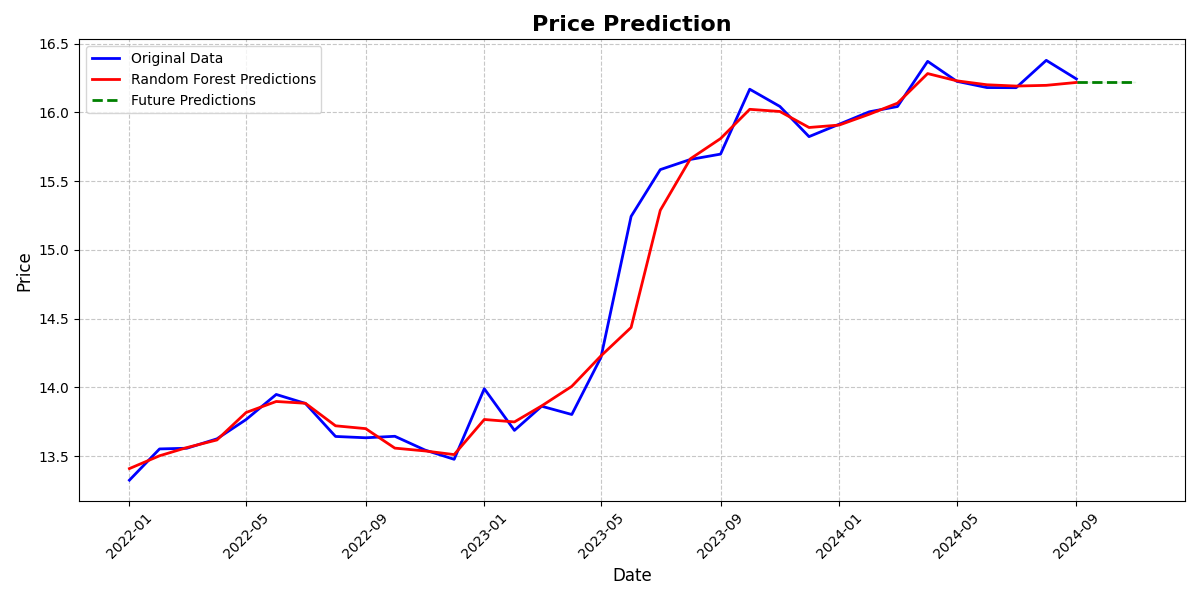 Price Prediction
Original Data
Random Forest Predictions
Future Predictions
Price
16.5
16.0
15.5
15.0
14.5
14.0
13.5
2022-01
2022-05
2022-09
2023-01
2023-05
2023-09
2024-01
2024-05
2024-09
Date